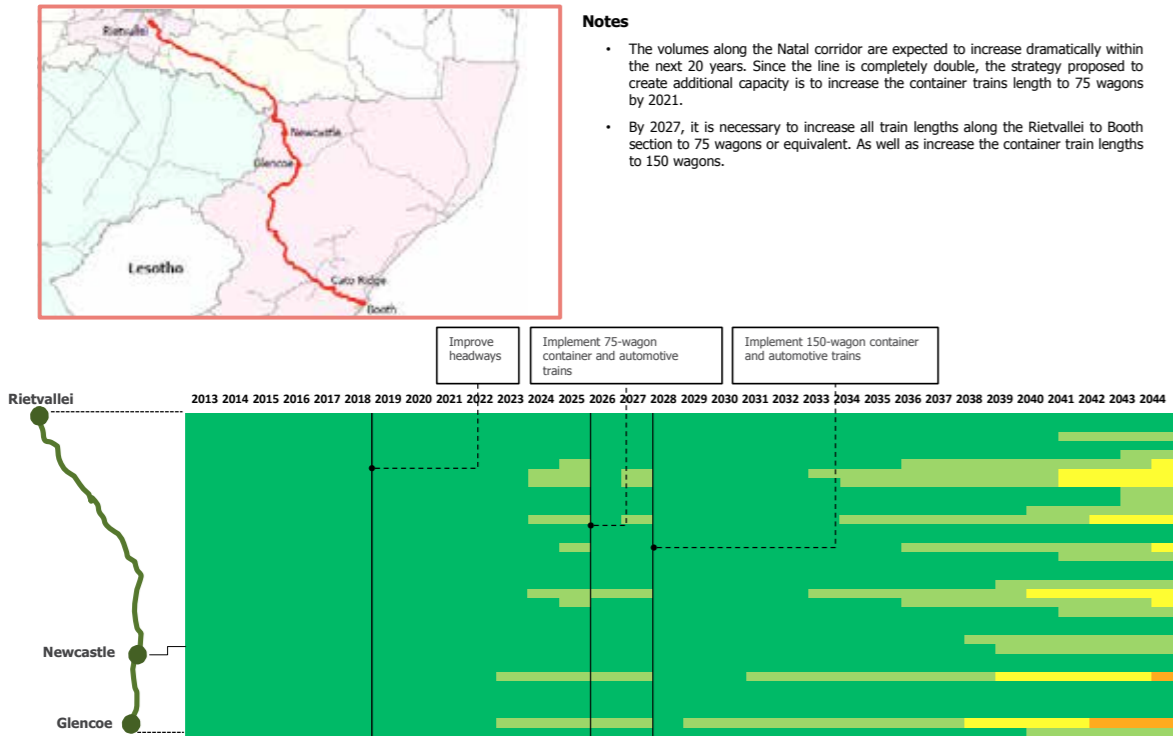 Rietvallei
Newcastle
Glencoe
Lesotho
Cato Ridge
Booth
Notes
• The volumes along the Natal corridor are expected to increase dramatically within
the next 20 years. Since the line is completely double, the strategy proposed to
create additional capacity is to increase the container trains length to 75 wagons
by 2021.
• By 2027, it is necessary to increase all train lengths along the Rietvallei to Booth
section to 75 wagons or equivalent. As well as increase the container train lengths
to 150 wagons.
Improve
headways
Implement 75-wagon
container and automotive
trains
Implement 150-wagon container
and automotive trains
Rietvallei
2013 2014 2015 2016 2017 2018 2019 2020 2021 2022 2023 2024 2025 2026 2027 2028 2029 2030 2031 2032 2033 2034 2035 2036 2037 2038 2039 2040 2041 2042 2043 2044
Newcastle
Glencoe